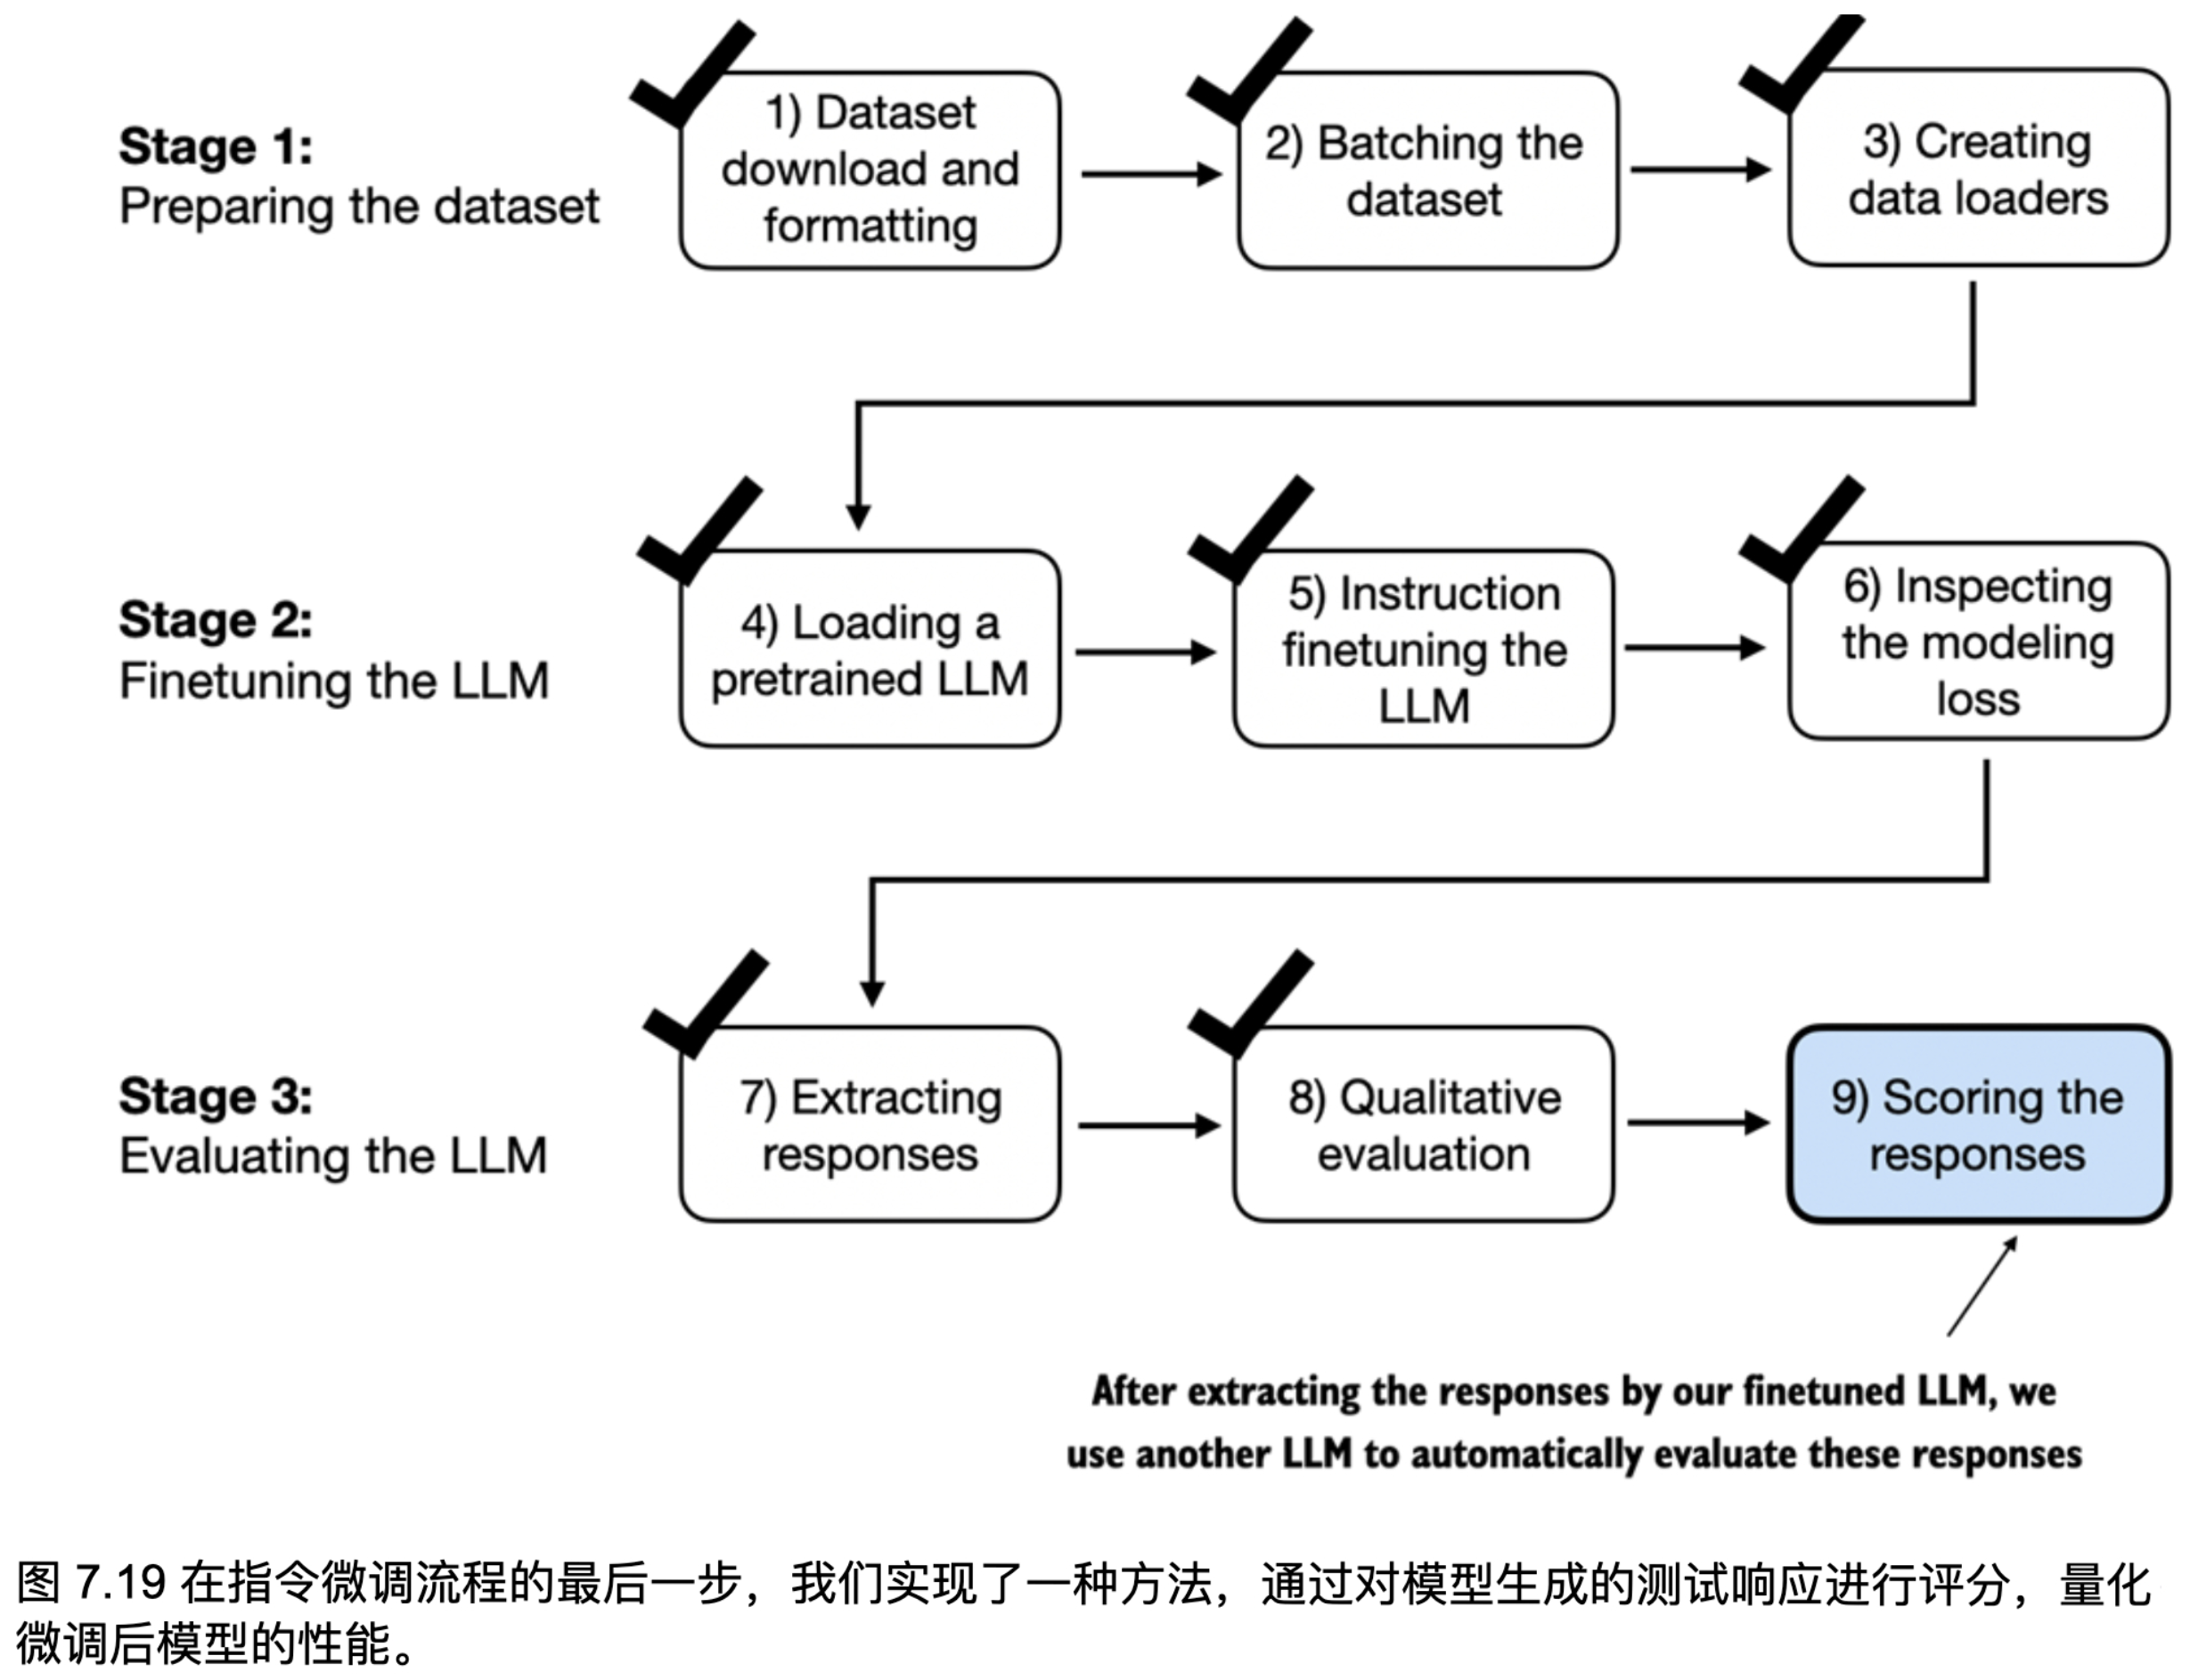 Stage 1:
Preparing the dataset
1) Dataset
download and
formatting
2) Batching the
dataset
3) Creating
data loaders
Stage 2:
Finetuning the LLM
4) Loading a
pretrained LLM
5) Instruction
finetuning the
LLM
6) Inspecting
the modeling
loss
Stage 3:
Evaluating the LLM
7) Extracting
responses
8) Qualitative
evaluation
9) Scoring the
responses
After extracting the responses by our finetuned LLM, we
use another LLM to automatically evaluate these responses
图 7.19 在指令微调流程的最后一步，我们实现了一种方法，通过对模型生成的测试响应进行评分，量化
微调后模型的性能。